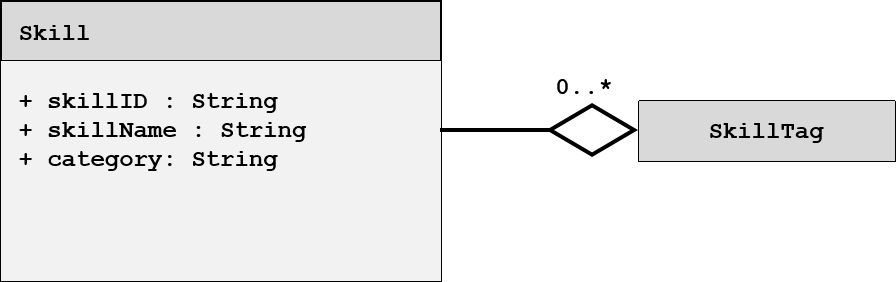 Skill
+ skillID : String
+ skillName : String
+ category: String
0..*
SkillTag